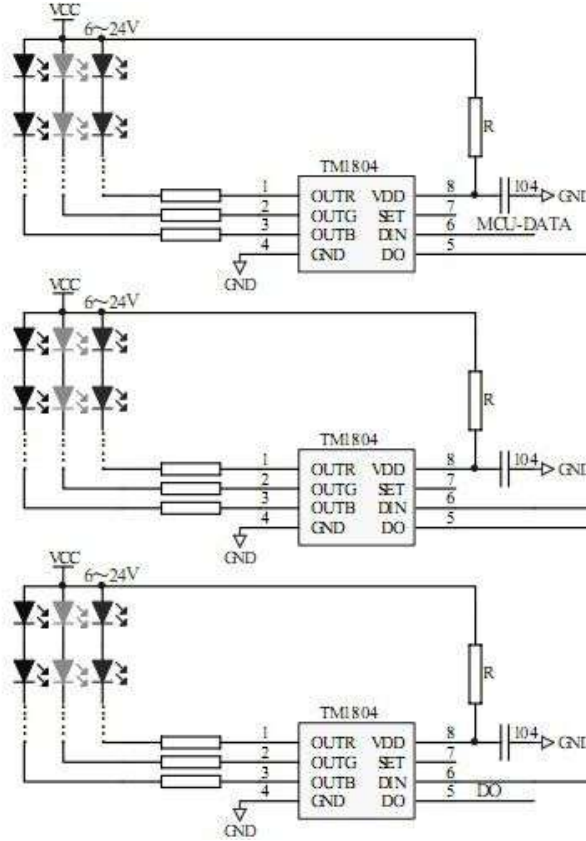 VCC
6～24V
R
TM1804
1 OUTR VDD 8 104 GND
2 OUTG SET 7
3 OUTB DIN 6 MCU-DATA
4 GND DO 5
GND
VCC
6～24V
R
TM1804
1 OUTR VDD 8 104 GND
2 OUTG SET 7
3 OUTB DIN 6
4 GND DO 5
GND
VCC
6～24V
R
TM1804
1 OUTR VDD 8 104 GND
2 OUTG SET 7
3 OUTB DIN 6
4 GND DO 5 DO
GND